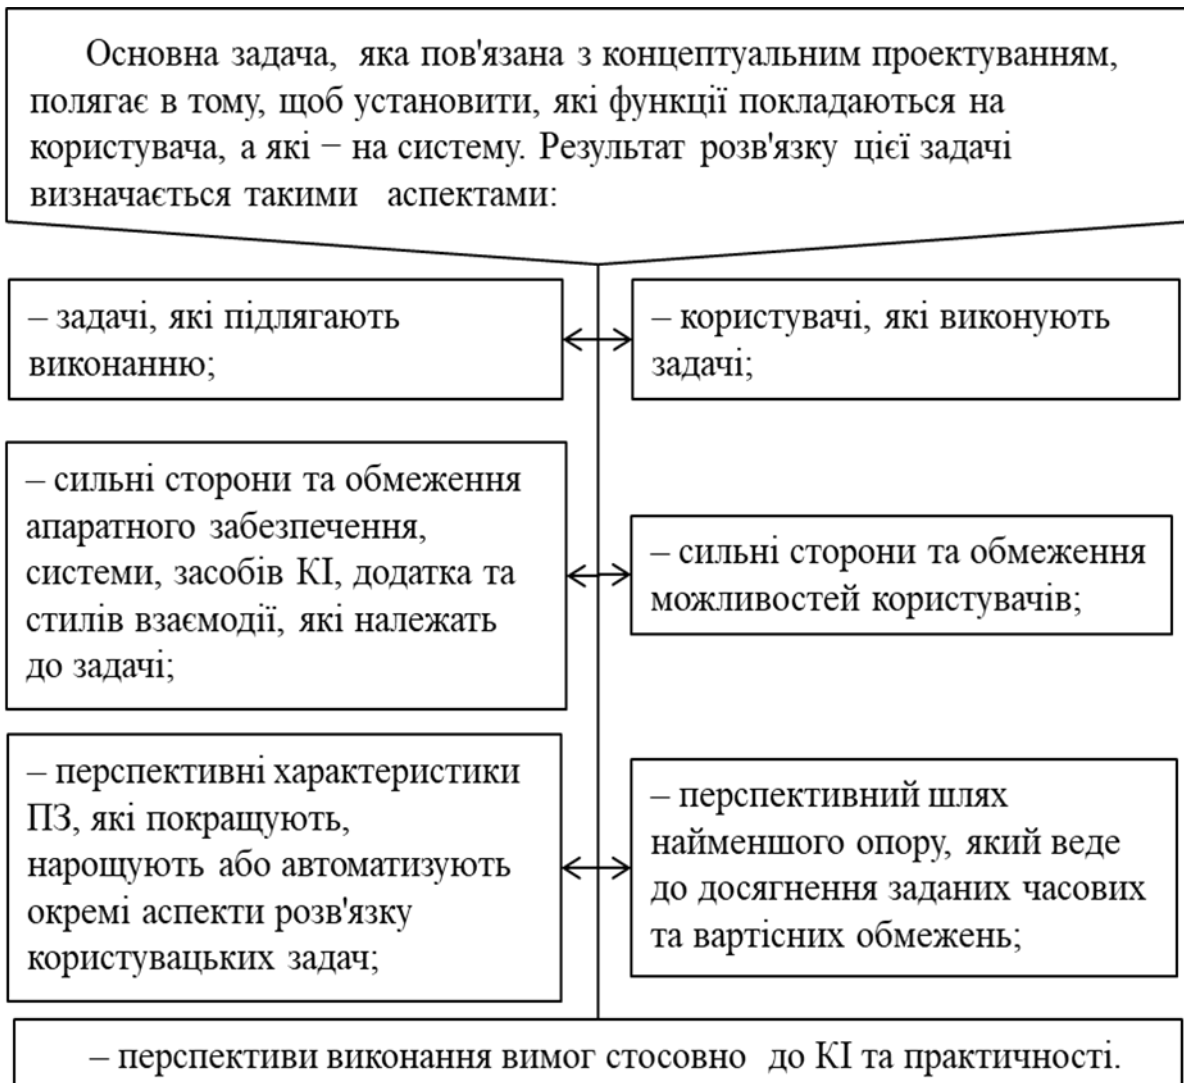 Основна задача, яка пов'язана з концептуальним проектуванням,
полягає в тому, щоб установити, які функції покладаються на
користувача, а які − на систему. Результат розв'язку цієї задачі
визначається такими аспектами:
– задачі, які підлягають
виконанню;
– користувачі, які виконують
задачі;
– сильні сторони та обмеження
апаратного забезпечення,
системи, засобів КІ, додатка та
стилів взаємодії, які належать
до задачі;
– сильні сторони та обмеження
можливостей користувачів;
– перспективні характеристики
ПЗ, які покращують,
нарощують або автоматизують
окремі аспекти розв'язку
користувацьких задач;
– перспективний шлях
найменшого опору, який веде
до досягнення заданих часових
та вартісних обмежень;
– перспективи виконання вимог стосовно до КІ та практичності.